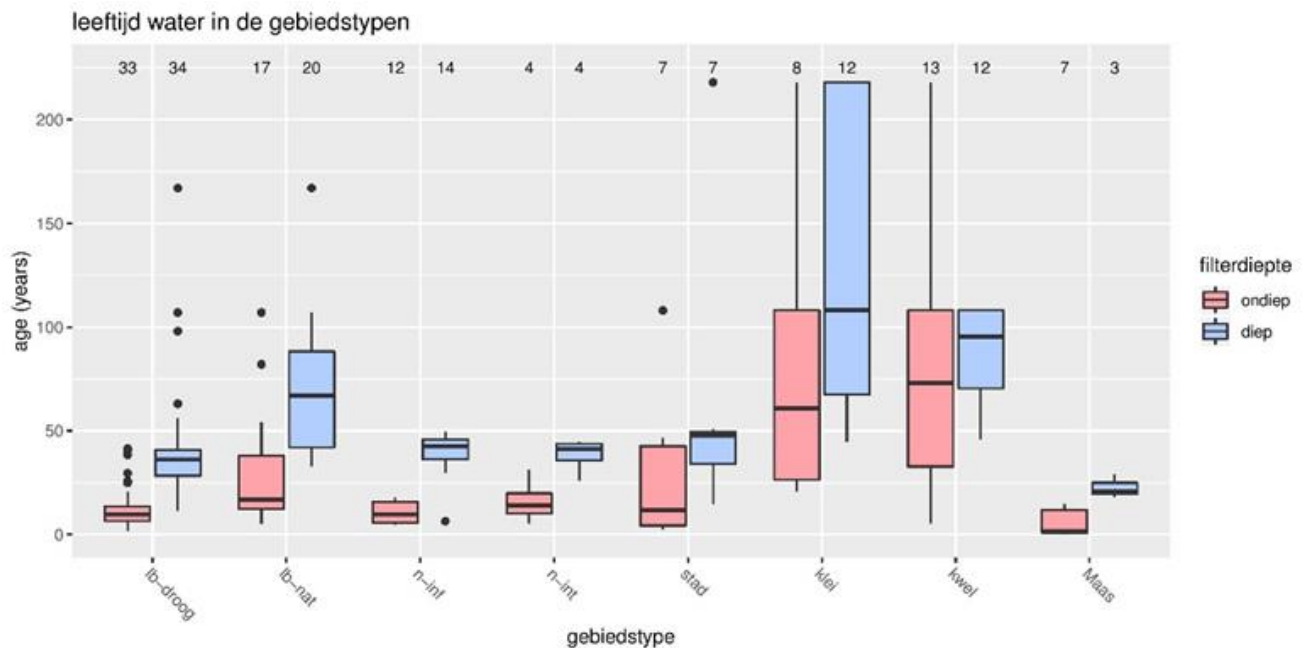 leeftijd water in de gebiedstypen
33 34 17 20 12 14 4 4 7 7 8 12 13 12 7 3
200
150
100
50
0
age (years)
lb-droog lb-nat n-inf n-int stad klei kwel Maas
gebiedstype
filterdiepte
ondiep
diep